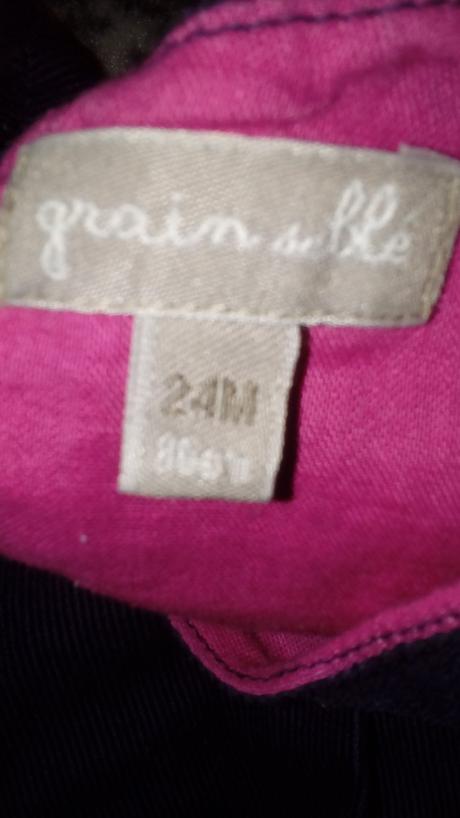 grain de blé
24M
86cm